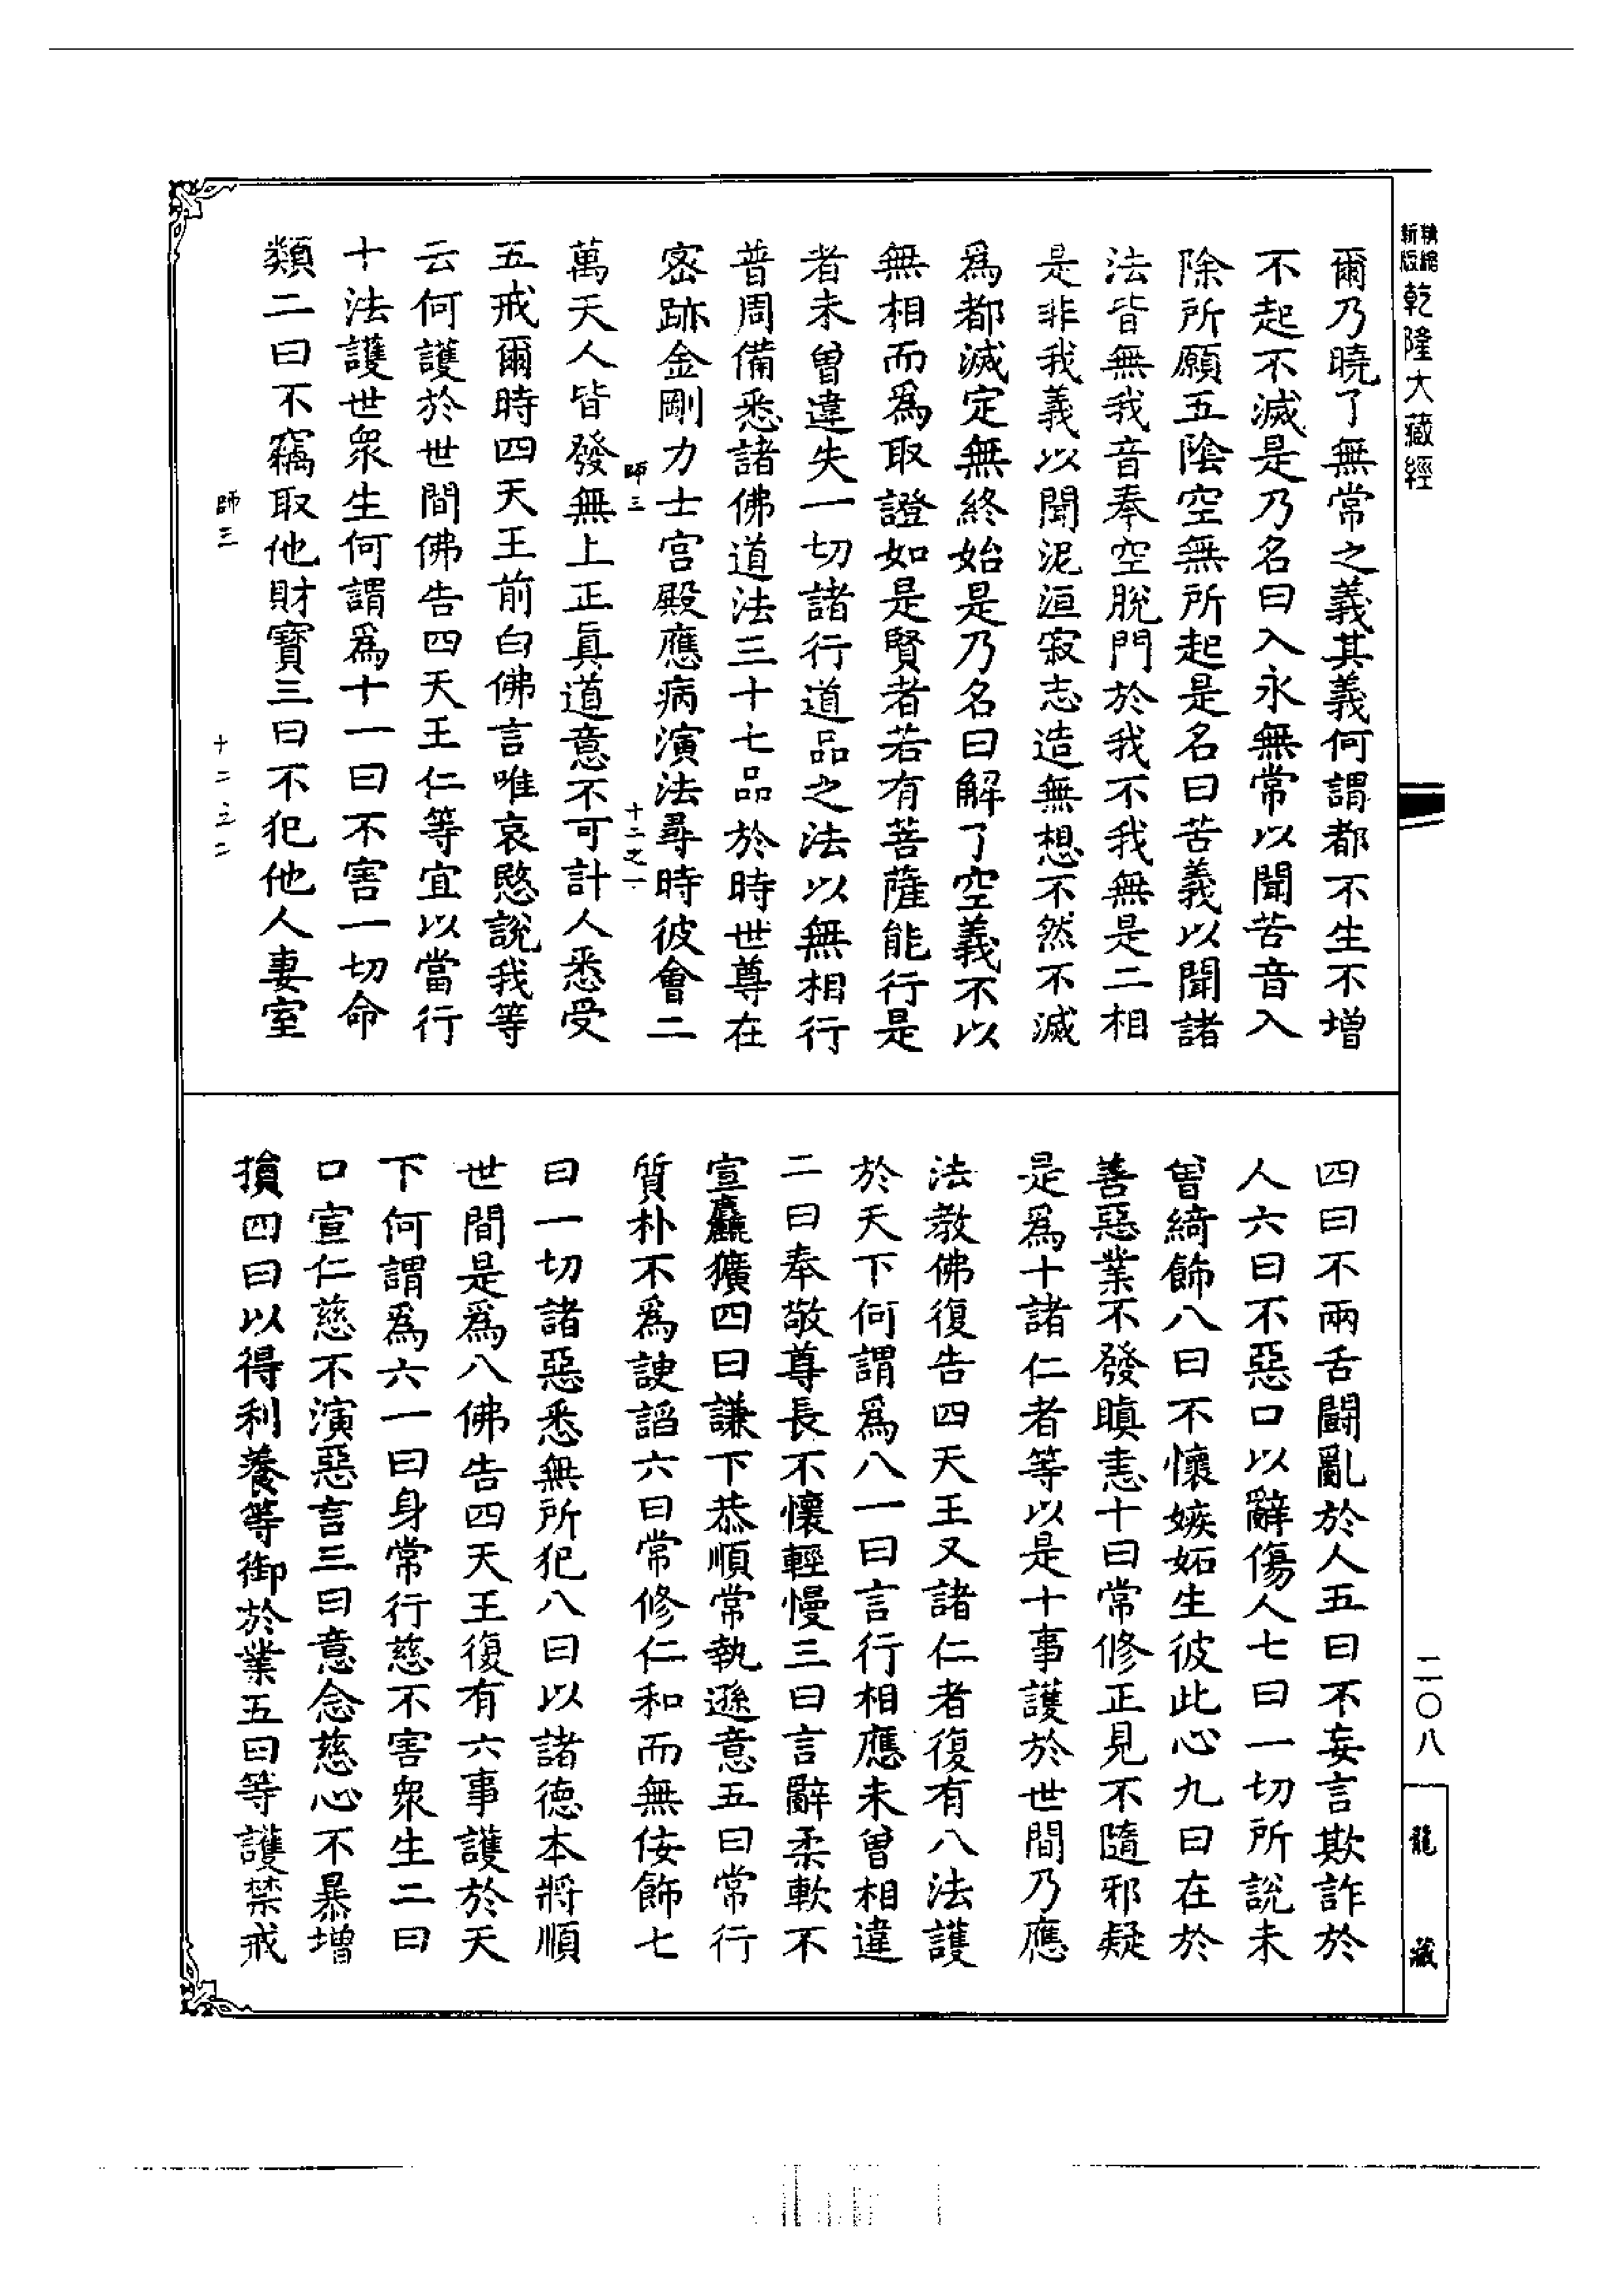 精縮新版乾隆大藏經
爾乃曉了無常之義其義何謂都不生不增
不起不滅是乃名曰入永無常以聞苦音入
除所願五陰空無所起是名曰苦義以聞諸
法皆無我音奉空脫門於我不我無是二相
是非我義以聞泥洹寂志造無想不然不滅
為都滅定無終始是乃名曰解了空義不以
無相而為取證如是賢者若有菩薩能行是
者未曾違失一切諸行道品之法以無相行
普周備悉諸佛道法三十七品於時世尊在
密跡金剛力士宮殿應病演法尋時彼會二
師三 十二之一
萬天人皆發無上正眞道意不可計人悉受
五戒爾時四天王前白佛言唯哀愍說我等
云何護於世間佛告四天王仁等宜以當行
十法護世衆生何謂爲十一曰不害一切命
類二曰不竊取他財寶三曰不犯他人妻室
師三 十二之二
四曰不兩舌鬪亂於人五曰不妄言欺詐於
人六曰不惡口以辭傷人七曰一切所說未
曾綺飾八曰不懷嫉妬生彼此心九曰在於
善惡業不發瞋恚十曰常修正見不隨邪疑
是爲十諸仁者等以是十事護於世間乃應
法教佛復告四天王又諸仁者復有八法護
於天下何謂爲八一曰言行相應未曾相違
二曰奉敬尊長不懷輕慢三曰言辭柔軟不
宣麤獷四曰謙下恭順常執遜意五曰常行
質朴不爲諛諂六曰常修仁和而無佞飾七
曰一切諸惡悉無所犯八曰以諸德本將順
世間是爲八佛告四天王復有六事護於天
下何謂爲六一曰身常行慈不害衆生二曰
口宣仁慈不演惡言三曰意念慈心不暴增
損四曰以得利養等御於業五曰等護禁戒
二〇八
龍藏